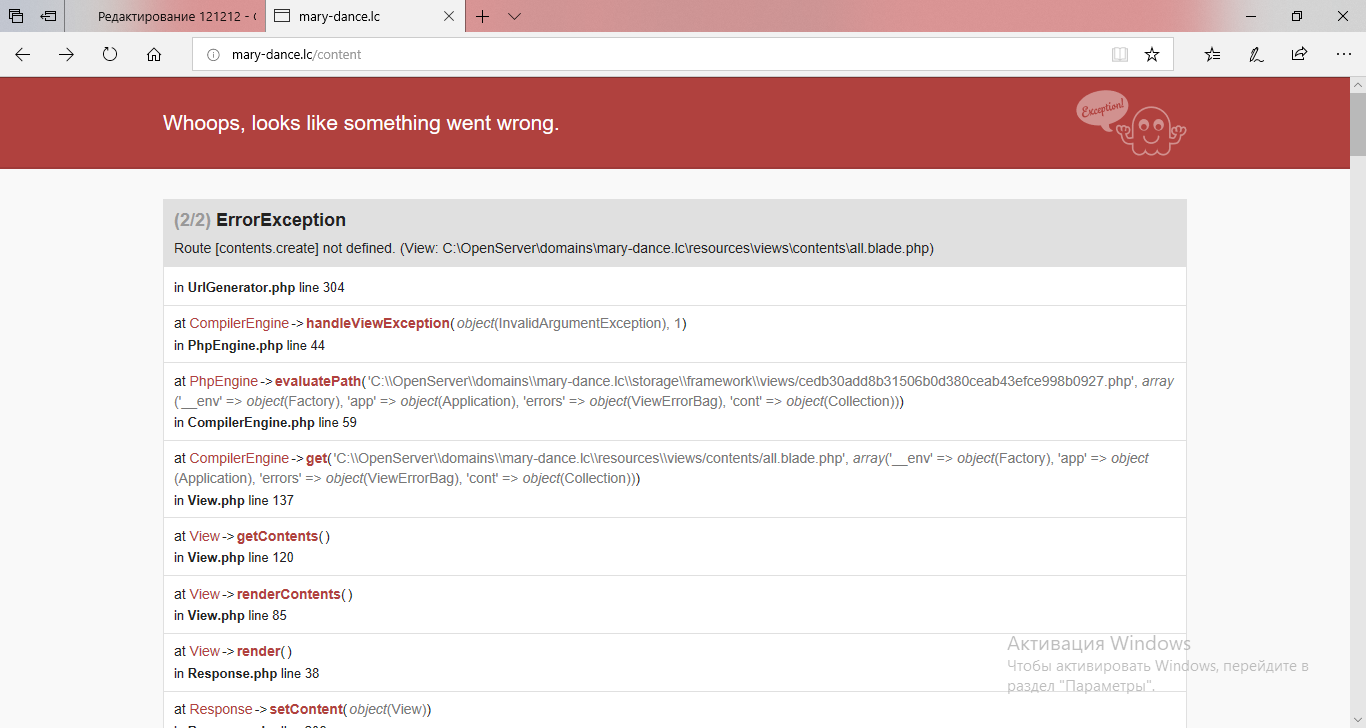 Редактирование 121212 - 
mary-dance.lc
mary-dance.lc/content
Whoops, looks like something went wrong.
Exception!
(2/2) ErrorException
Route [contents.create] not defined. (View: C:\OpenServer\domains\mary-dance.lc\resources\views\contents\all.blade.php)
in UrlGenerator.php line 304
at CompilerEngine->handleViewException(object(InvalidArgumentException), 1)
in PhpEngine.php line 44
at PhpEngine->evaluatePath('C:\\OpenServer\\domains\\mary-dance.lc\\storage\\framework\\views/cedb30add8b31506b0d380ceab43efce998b0927.php', array
('__env' => object(Factory), 'app' => object(Application), 'errors' => object(ViewErrorBag), 'cont' => object(Collection)))
in CompilerEngine.php line 59
at CompilerEngine->get('C:\\OpenServer\\domains\\mary-dance.lc\\resources\\views/contents/all.blade.php', array('__env' => object(Factory), 'app' => object
(Application), 'errors' => object(ViewErrorBag), 'cont' => object(Collection)))
in View.php line 137
at View->getContents()
in View.php line 120
at View->renderContents()
in View.php line 85
at View->render()
in Response.php line 38
at Response->setContent(object(View))
Активация Windows
Чтобы активировать Windows, перейдите в
раздел "Параметры".